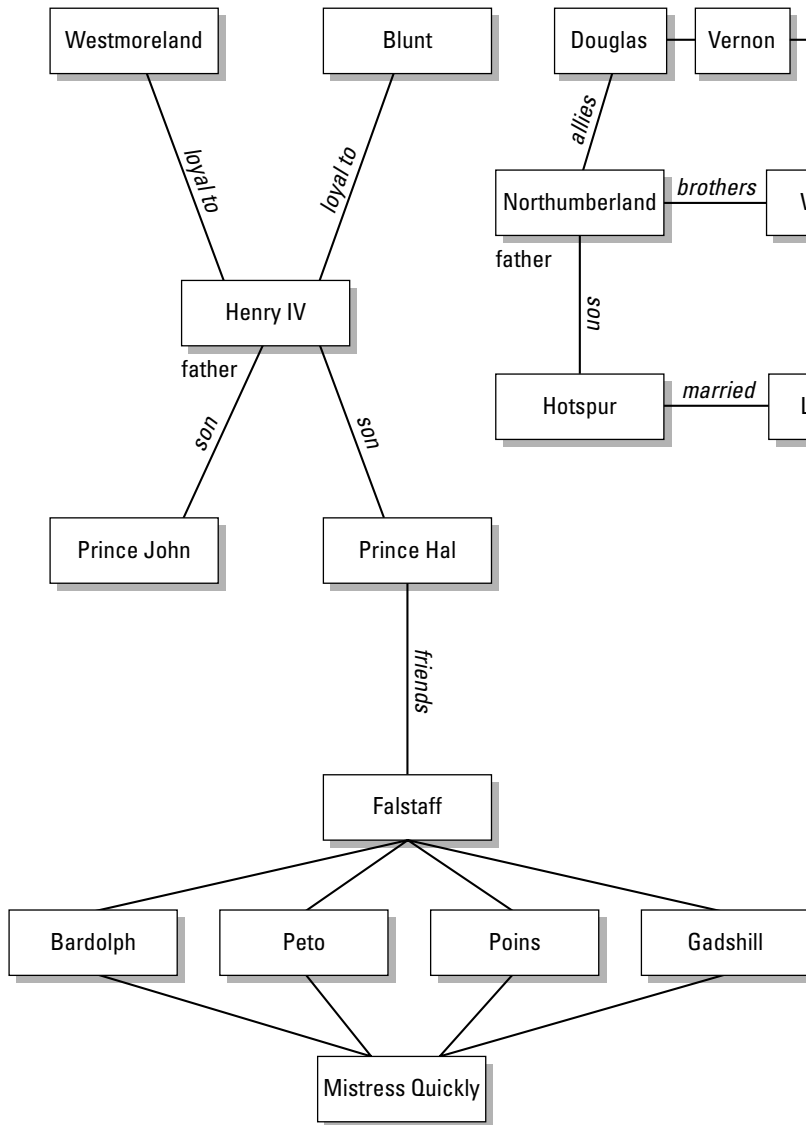 Westmoreland
Blunt
Douglas
Vernon
allies
loyal to
loyal to
Northumberland
brothers
father
Henry IV
son
father
Hotspur
married
son
son
Prince John
Prince Hal
friends
Falstaff
Bardolph
Peto
Poins
Gadshill
Mistress Quickly